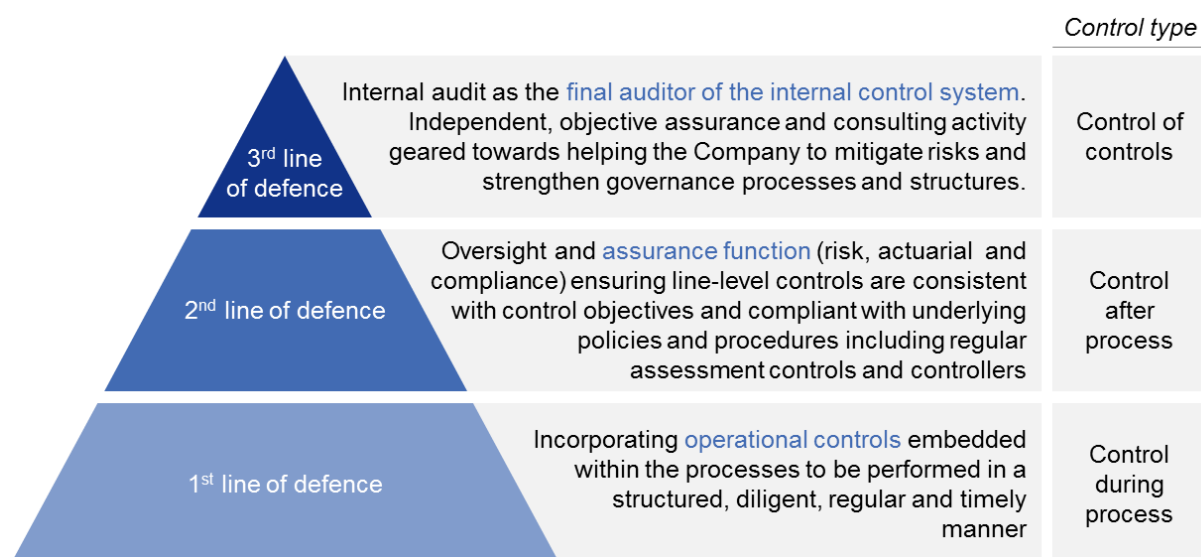 Control type
3rd line
of defence
Internal audit as the final auditor of the internal control system.
Independent, objective assurance and consulting activity
geared towards helping the Company to mitigate risks and
strengthen governance processes and structures.
Control of
controls
2nd line of defence
Oversight and assurance function (risk, actuarial and
compliance) ensuring line-level controls are consistent
with control objectives and compliant with underlying
policies and procedures including regular
assessment controls and controllers
Control
after
process
1st line of defence
Incorporating operational controls embedded
within the processes to be performed in a
structured, diligent, regular and timely
manner
Control
during
process